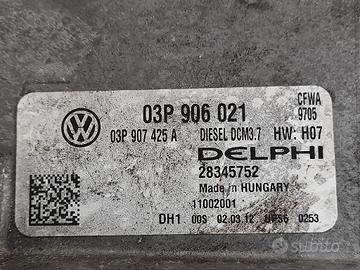 03P 906 021
CFWA
9705
03P 907 425 A DIESEL DCM3.7 HW: H07
DELPHI
28345752
Made in HUNGARY
11002001
DH1 00S 02.03.12 0253
subito